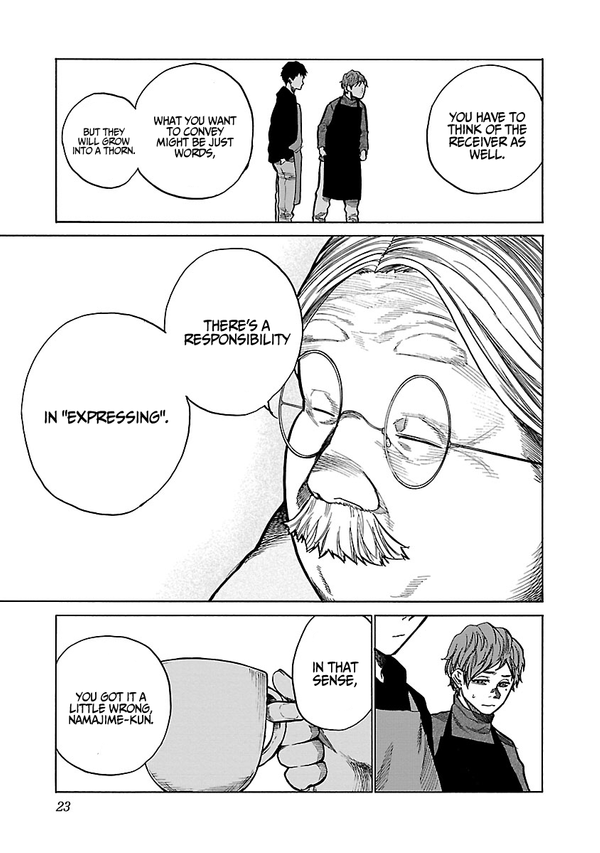 YOU HAVE TO
THINK OF THE
RECEIVER AS
WELL.
WHAT YOU WANT
TO CONVEY
MIGHT BE JUST
WORDS,
BUT THEY
WILL GROW
INTO A THORN.
THERE'S A
RESPONSIBILITY
IN "EXPRESSING".
IN THAT
SENSE,
YOU GOT IT A
LITTLE WRONG,
NAMAJIME-KUN.
23